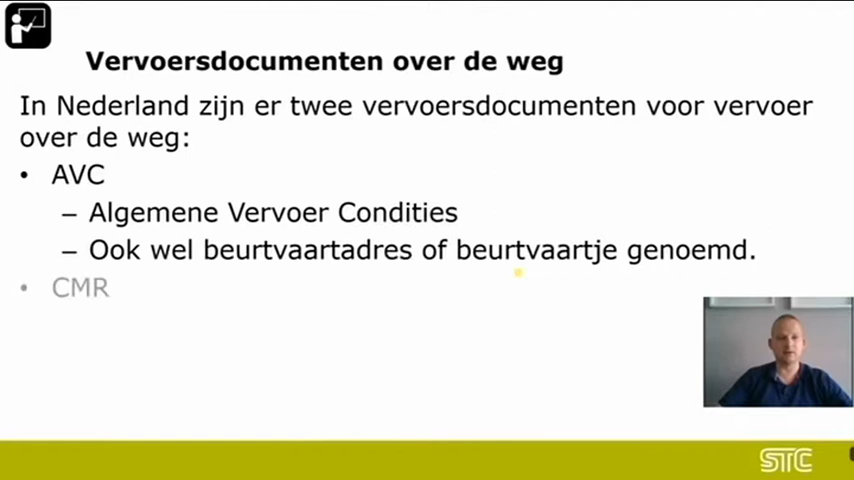 Vervoersdocumenten over de weg
In Nederland zijn er twee vervoersdocumenten voor vervoer
over de weg:
• AVC
– Algemene Vervoer Condities
– Ook wel beurtvaartadres of beurtvaartje genoemd.
• CMR
STC